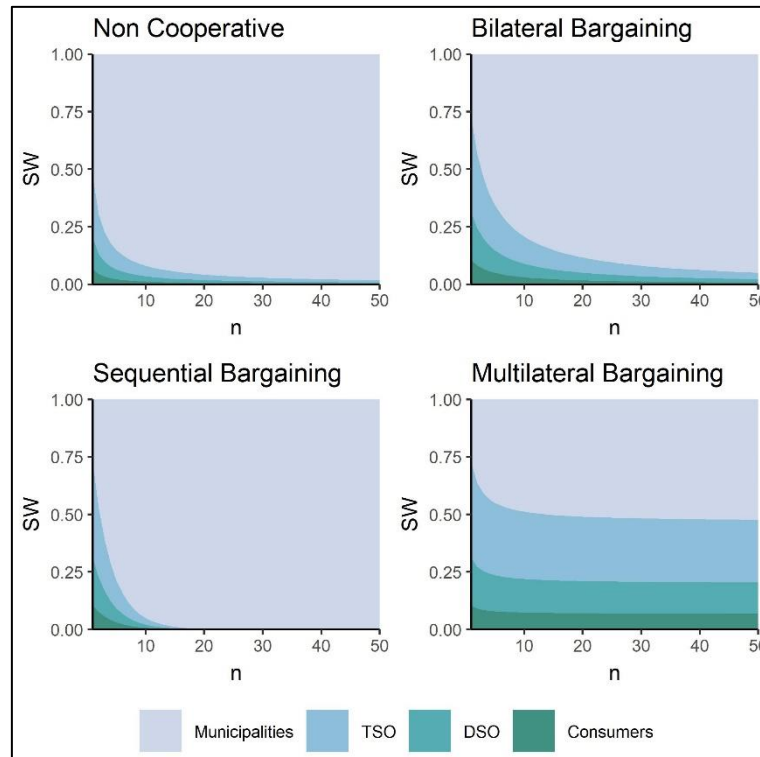 Non Cooperative
1.00
0.75
SW
0.50
0.25
0.00
10 20 30 40 50
n
Bilateral Bargaining
1.00
0.75
SW
0.50
0.25
0.00
10 20 30 40 50
n
Sequential Bargaining
1.00
0.75
SW
0.50
0.25
0.00
10 20 30 40 50
n
Multilateral Bargaining
1.00
0.75
SW
0.50
0.25
0.00
10 20 30 40 50
n
Municipalities TSO DSO Consumers